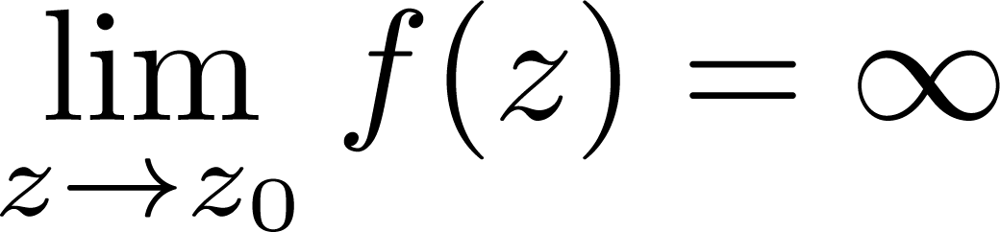 lim f(z) = ∞
z→z₀